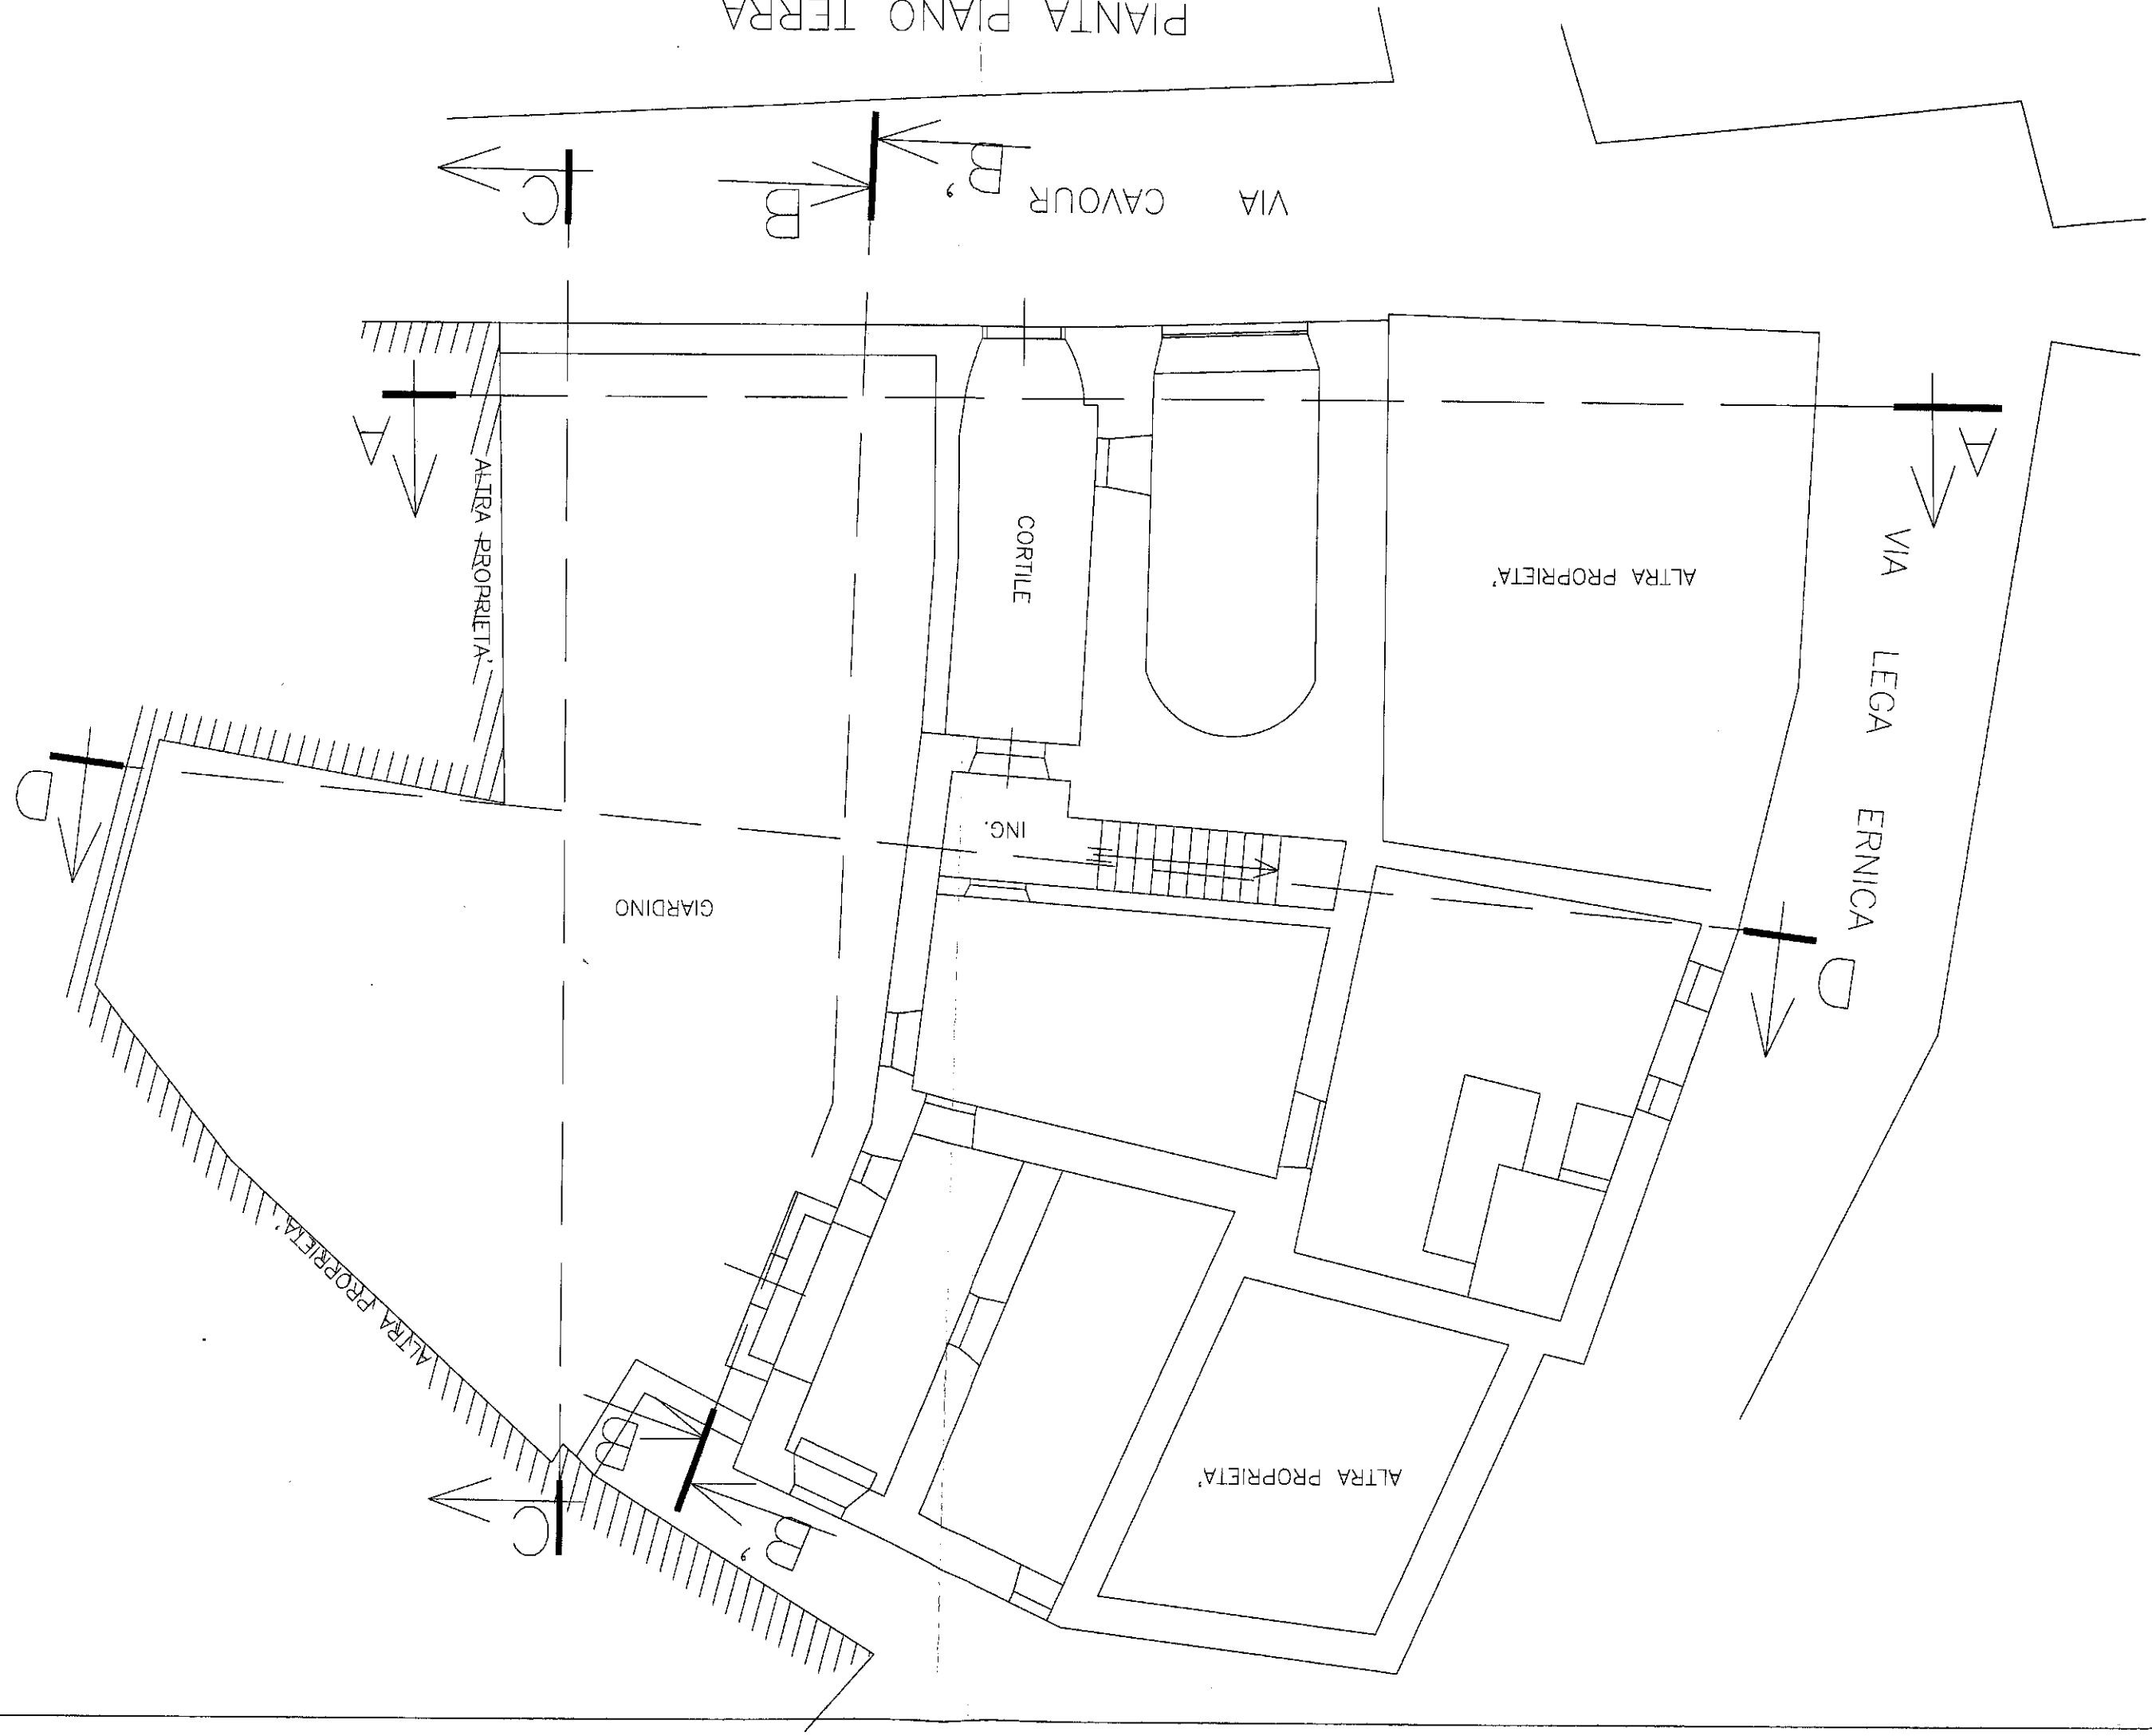 PIANTA PIANO TERRA
VIA CAVOUR
C
B
B'
A
A
ALTRA PROPRIETA'
CORTILE
ALTRA PROPRIETA'
VIA LEGA ERNICA
D
ING.
GIARDINO
D
ALTRA PROPRIETA'
B
C
B'
ALTRA PROPRIETA'